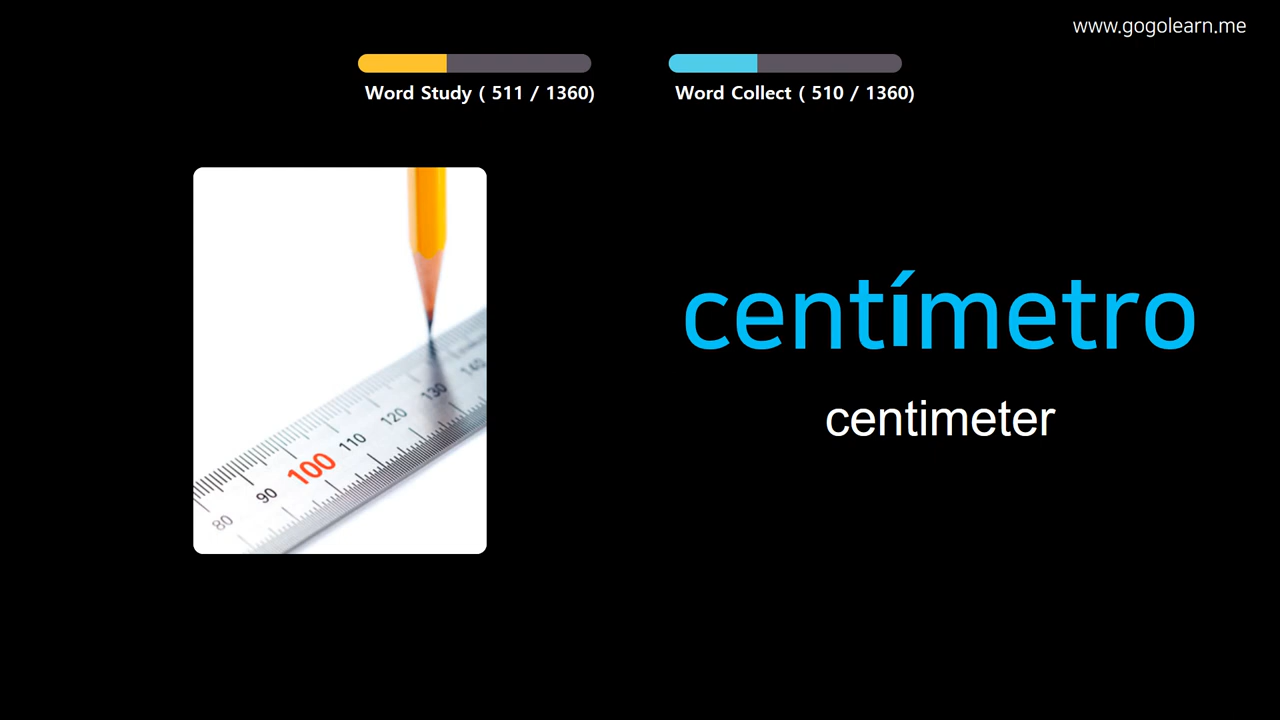 www.gogolearn.me
Word Study ( 511 / 1360)
Word Collect ( 510 / 1360)
centímetro
centimeter
80
90
100
110
120
130
140